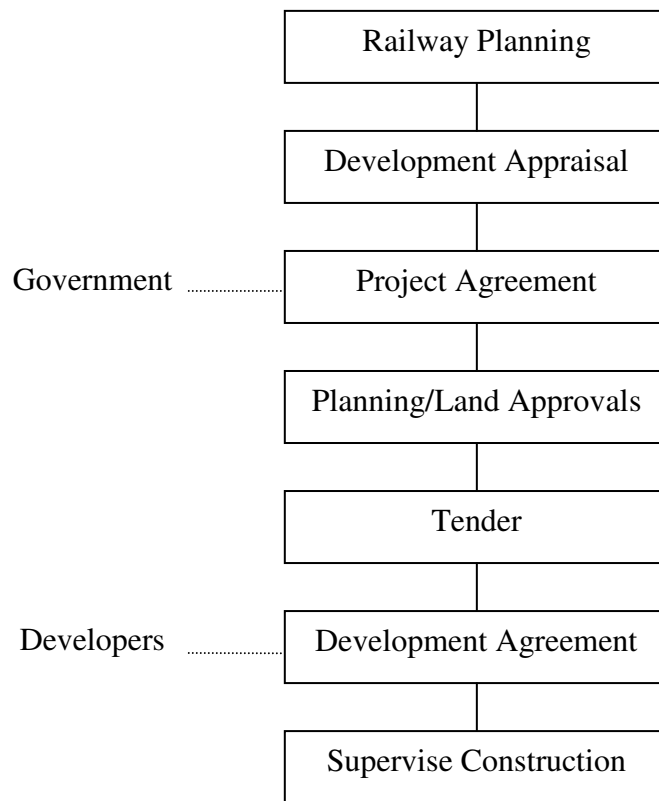 Railway Planning
Development Appraisal
Government
Project Agreement
Planning/Land Approvals
Tender
Developers
Development Agreement
Supervise Construction